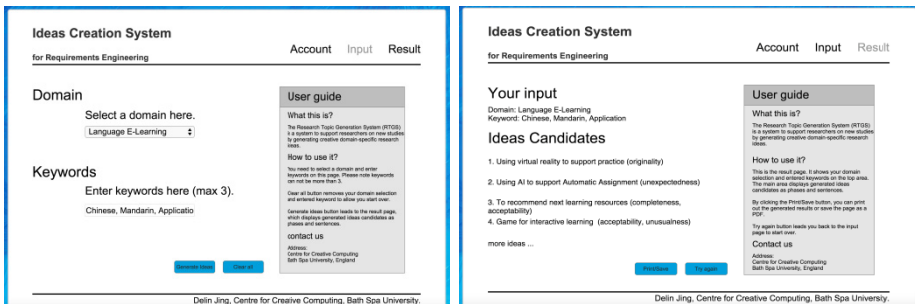 Ideas Creation System
for Requirements Engineering
Account Input Result
Domain
Select a domain here.
Language E-Learning
Keywords
Enter keywords here (max 3).
Chinese, Mandarin, Applicatio
Generate Ideas Clear all
User guide
What this is?
The Research Topic Generation System (RTGS)
is a system to support researchers on new studies
by generating creative domain-specific research
ideas.
How to use it?
You need to select a domain and enter
keywords on this page. Please note keywords
can not be more than 3.
Clear all button removes your domain selection
and entered keyword to allow you start over.
Generate ideas button leads to the result page,
which displays generated ideas candidates as
phases and sentences.
contact us
Address:
Centre for Creative Computing
Bath Spa University, England
Delin Jing, Centre for Creative Computing, Bath Spa University.
Ideas Creation System
for Requirements Engineering
Account Input Result
Your input
Domain: Language E-Learning
Keyword: Chinese, Mandarin, Application
Ideas Candidates
1. Using virtual reality to support practice (originality)
2. Using AI to support Automatic Assignment (unexpectedness)
3. To recommend next learning resources (completeness,
acceptability)
4. Game for interactive learning (acceptability, unusualness)
more ideas ...
Print/Save Try again
User guide
What this is?
The Research Topic Generation System (RTGS)
is a system to support researchers on new studies
by generating creative domain-specific research
ideas.
How to use it?
This is the result page. It shows your domain
selection and entered keywords on the top area.
The main area displays generated ideas
candidates as phases and sentences.
By clicking the Print/Save button, you can print
out the generated results or save the page as a
PDF.
Try again button leads you back to the input
page to start over.
Contact us
Address:
Centre for Creative Computing
Bath Spa University, England
Delin Jing, Centre for Creative Computing, Bath Spa University.